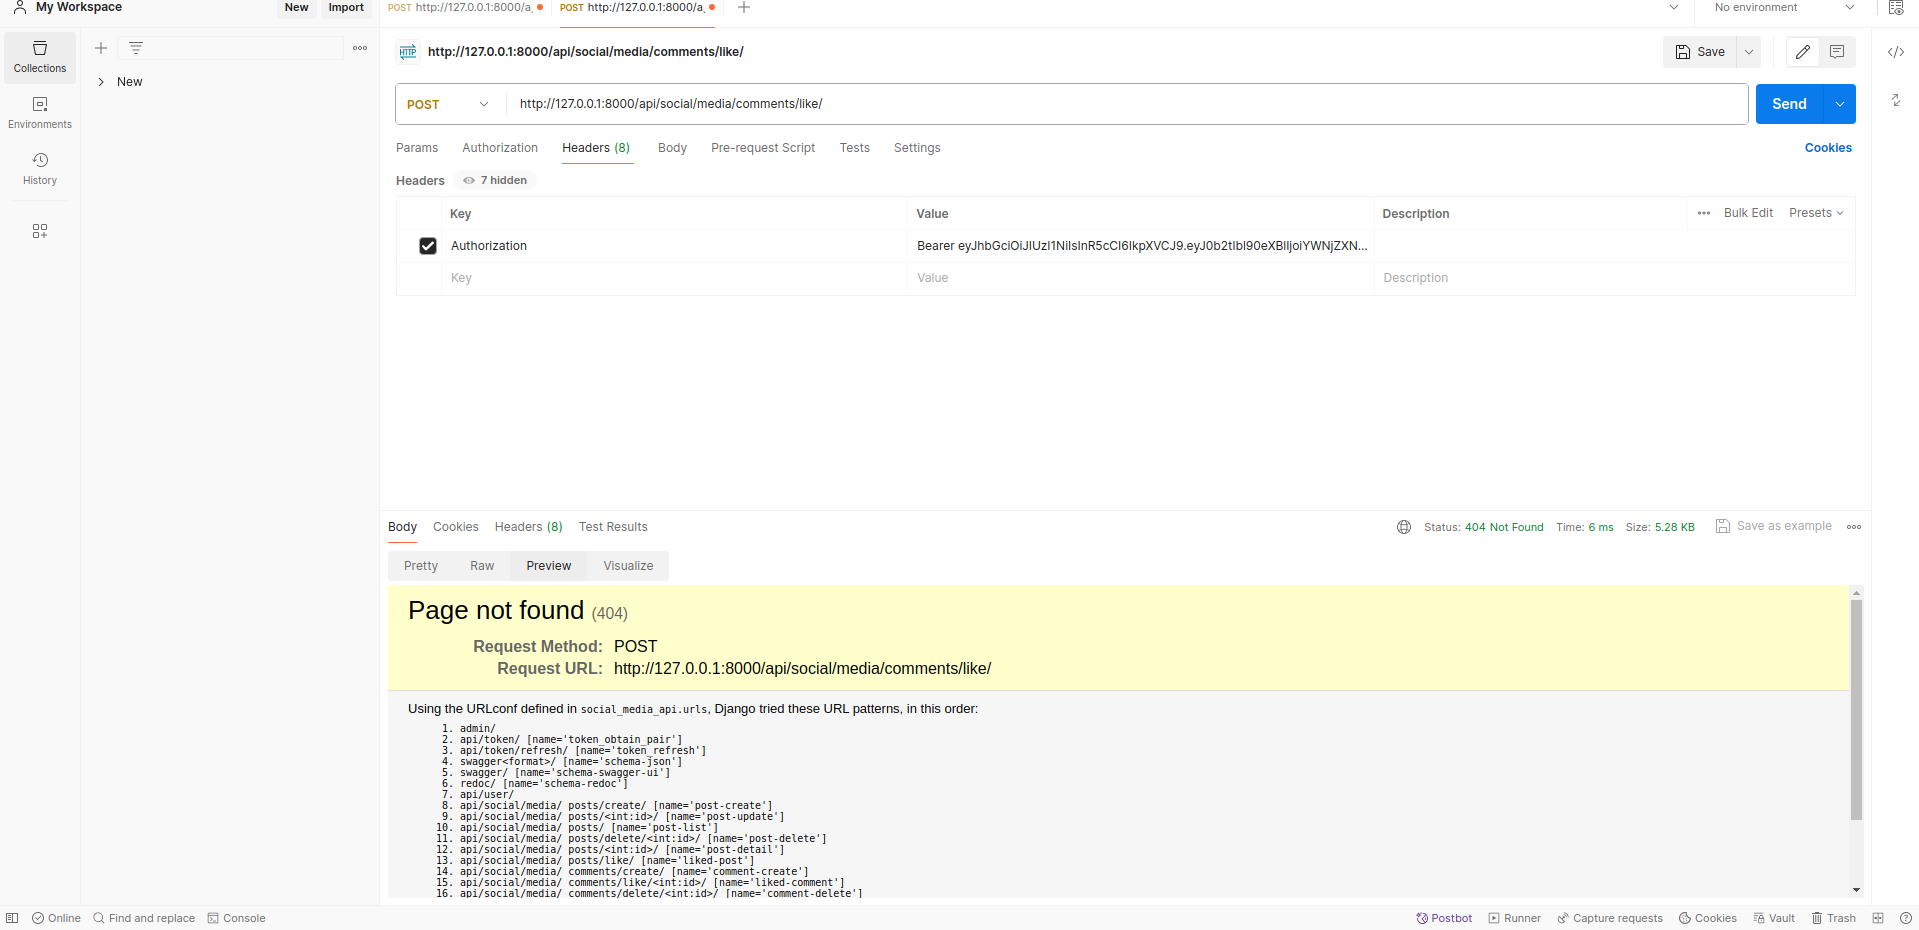 My Workspace
New
Import
POST http://127.0.0.1:8000/a
POST http://127.0.0.1:8000/a
No environment
Collections
Environments
History
New
HTTP
http://127.0.0.1:8000/api/social/media/comments/like/
Save
POST
http://127.0.0.1:8000/api/social/media/comments/like/
Send
Params
Authorization
Headers (8)
Body
Pre-request Script
Tests
Settings
Cookies
Headers
7 hidden
Key
Value
Description
Bulk Edit
Presets
Authorization
Bearer eyJhbGciOiJIUzI1NiIsInR5cCI6IkpXVCJ9.eyJ0b2tlbl90eXBlIjoiYWNjZXN...
Key
Value
Description
Body
Cookies
Headers (8)
Test Results
Status: 404 Not Found
Time: 6 ms
Size: 5.28 KB
Save as example
Pretty
Raw
Preview
Visualize
Page not found (404)
Request Method: POST
Request URL: http://127.0.0.1:8000/api/social/media/comments/like/
Using the URLconf defined in social_media_api.urls, Django tried these URL patterns, in this order:
1. admin/
2. api/token/ [name='token_obtain_pair']
3. api/token/refresh/ [name='token_refresh']
4. swagger<format>/ [name='schema-json']
5. swagger/ [name='schema-swagger-ui']
6. redoc/ [name='schema-redoc']
7. api/user/
8. api/social/media/ posts/create/ [name='post-create']
9. api/social/media/ posts/<int:id>/ [name='post-update']
10. api/social/media/ posts/ [name='post-list']
11. api/social/media/ posts/delete/<int:id>/ [name='post-delete']
12. api/social/media/ posts/<int:id>/ [name='post-detail']
13. api/social/media/ posts/like/ [name='liked-post']
14. api/social/media/ comments/create/ [name='comment-create']
15. api/social/media/ comments/like/<int:id>/ [name='liked-comment']
16. api/social/media/ comments/delete/<int:id>/ [name='comment-delete']
Online
Find and replace
Console
Postbot
Runner
Capture requests
Cookies
Vault
Trash